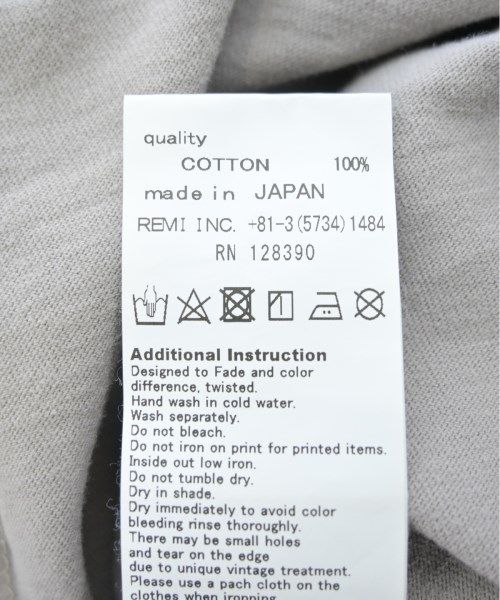 quality
COTTON 100%
made in JAPAN
REMI INC. +81-3(5734)1484
RN 128390
Additional Instruction
Designed to Fade and color
difference, twisted.
Hand wash in cold water.
Wash separately.
Do not bleach.
Do not iron on print for printed items.
Inside out low iron.
Do not tumble dry.
Dry in shade.
Dry immediately to avoid color
bleeding rinse thoroughly.
There may be small holes
and tear on the edge
due to unique vintage treatment.
Please use a pach cloth on the
clothes when ironning